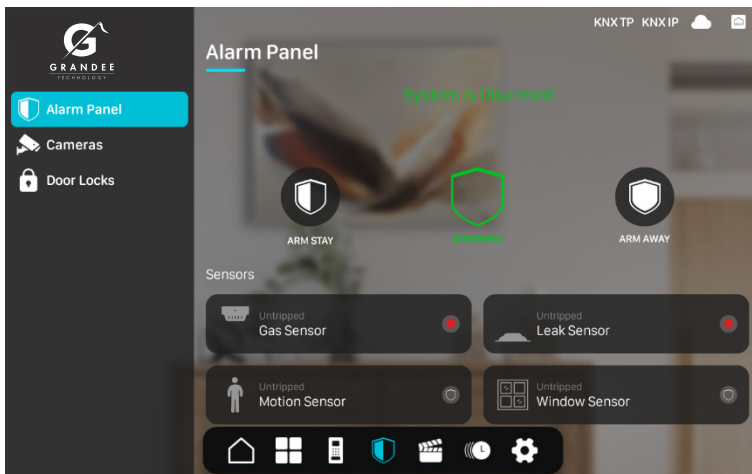 KNX TP KNX IP
GRANDEE
TECHNOLOGY
Alarm Panel
Cameras
Door Locks
Alarm Panel
System is Disarmed
ARM STAY
ARM AWAY
Sensors
Untripped
Gas Sensor
Untripped
Leak Sensor
Untripped
Motion Sensor
Untripped
Window Sensor